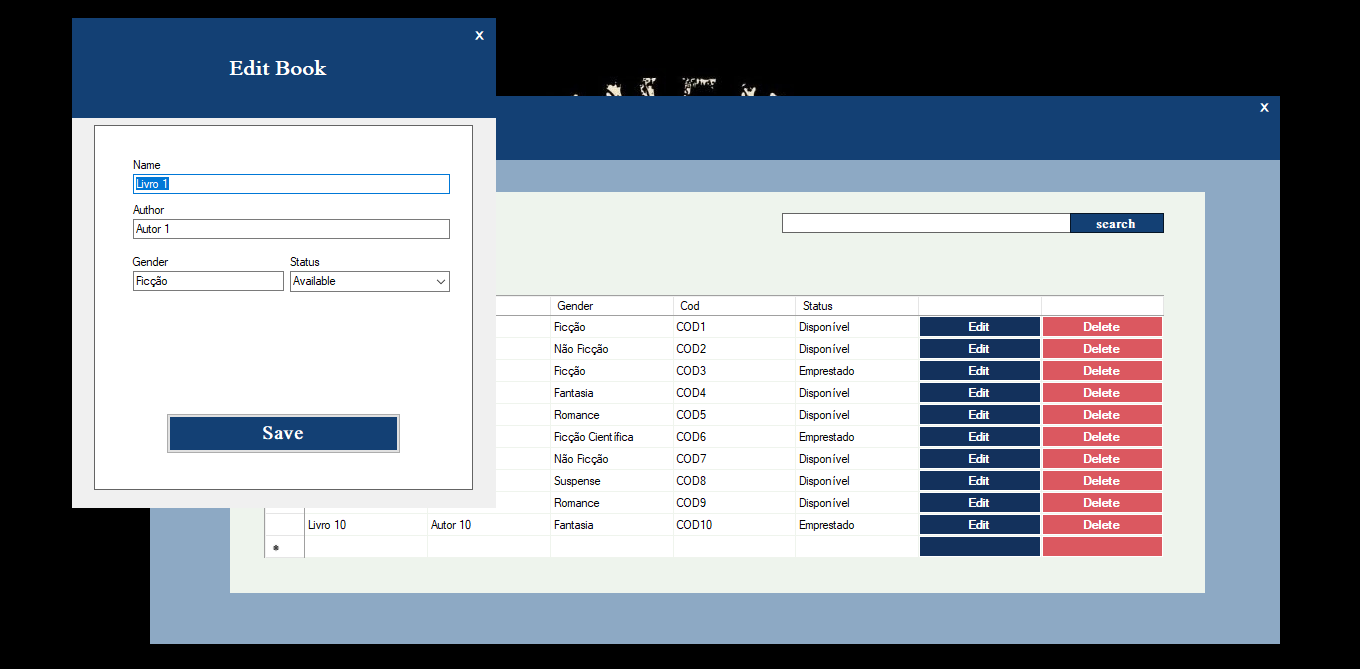 x
Edit Book
x
Name
Livro 1
Author
Autor 1
Gender
Status
Ficção
Available
Save
search
Gender Cod Status
Ficção COD1 Disponível Edit Delete
Não Ficção COD2 Disponível Edit Delete
Ficção COD3 Emprestado Edit Delete
Fantasia COD4 Disponível Edit Delete
Romance COD5 Disponível Edit Delete
Ficção Científica COD6 Emprestado Edit Delete
Não Ficção COD7 Disponível Edit Delete
Suspense COD8 Disponível Edit Delete
Romance COD9 Disponível Edit Delete
Livro 10 Autor 10 Fantasia COD10 Emprestado Edit Delete
*